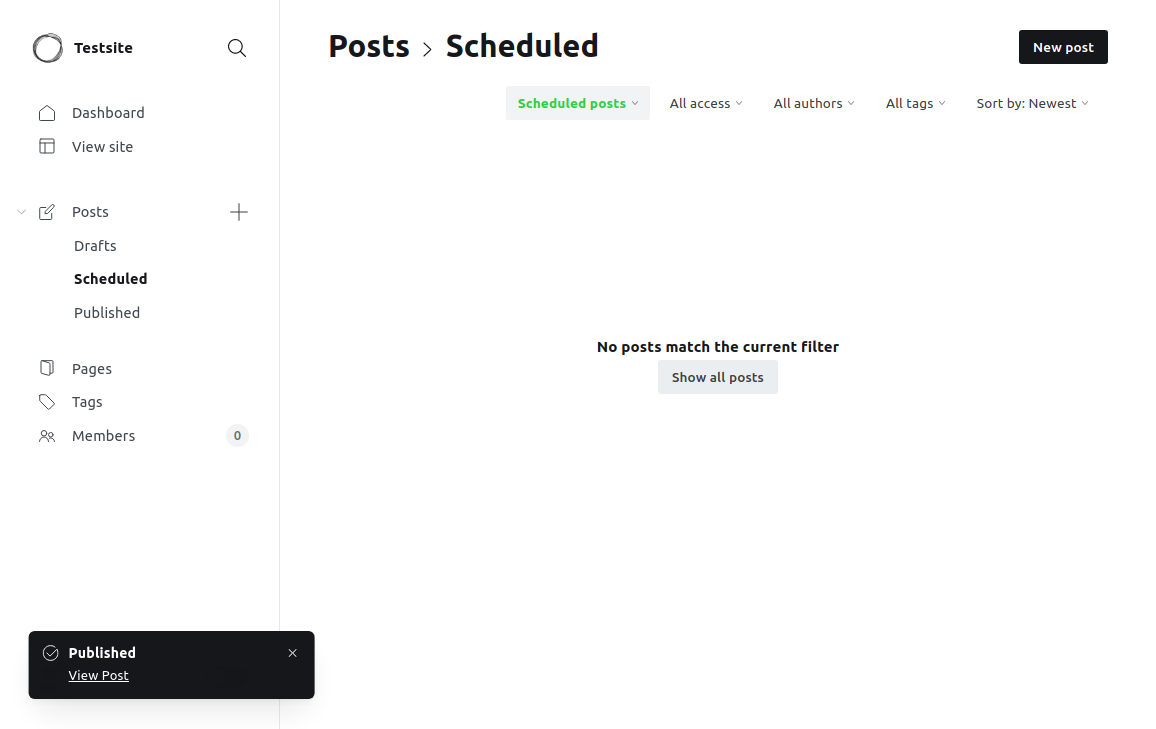 Testsite
Dashboard
View site
Posts
Drafts
Scheduled
Published
Pages
Tags
Members 0
Posts > Scheduled
New post
Scheduled posts All access All authors All tags Sort by: Newest
No posts match the current filter
Show all posts
Published
View Post